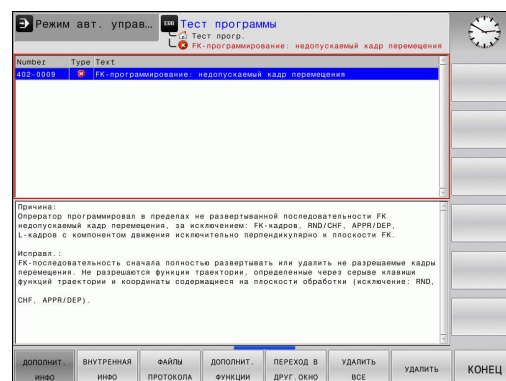 Режим авт. управ...
ERR Тест программы
Тест прогр.
FK-программирование: недопускаемый кадр перемещения
Number Type Text
402-0009 FK-программирование: недопускаемый кадр перемещения
Причина:
Опрератор программировал в пределах не развертыванной последовательности FK
недопускаемый кадр перемещения, за исключением: FK-кадров, RND/CHF, APPR/DEP,
L-кадров с компонентом движения исключительно перпендикулярно к плоскости FK.
Исправл.:
FK-последовательность сначала полностью развертывать или удалить не разрешаемые кадры
перемещения. Не разрешаются функции траектории, определенные через серыве клавиши
функций траектории и координаты содержащиеся на плоскости обработки (исключение: RND,
CHF, APPR/DEP).
ДОПОЛНИТ. ИНФО
ВНУТРЕННАЯ ИНФО
ФАЙЛЫ ПРОТОКОЛА
ДОПОЛНИТ. ФУНКЦИИ
ПЕРЕХОД В ДРУГ.ОКНО
УДАЛИТЬ ВСЕ
УДАЛИТЬ
КОНЕЦ